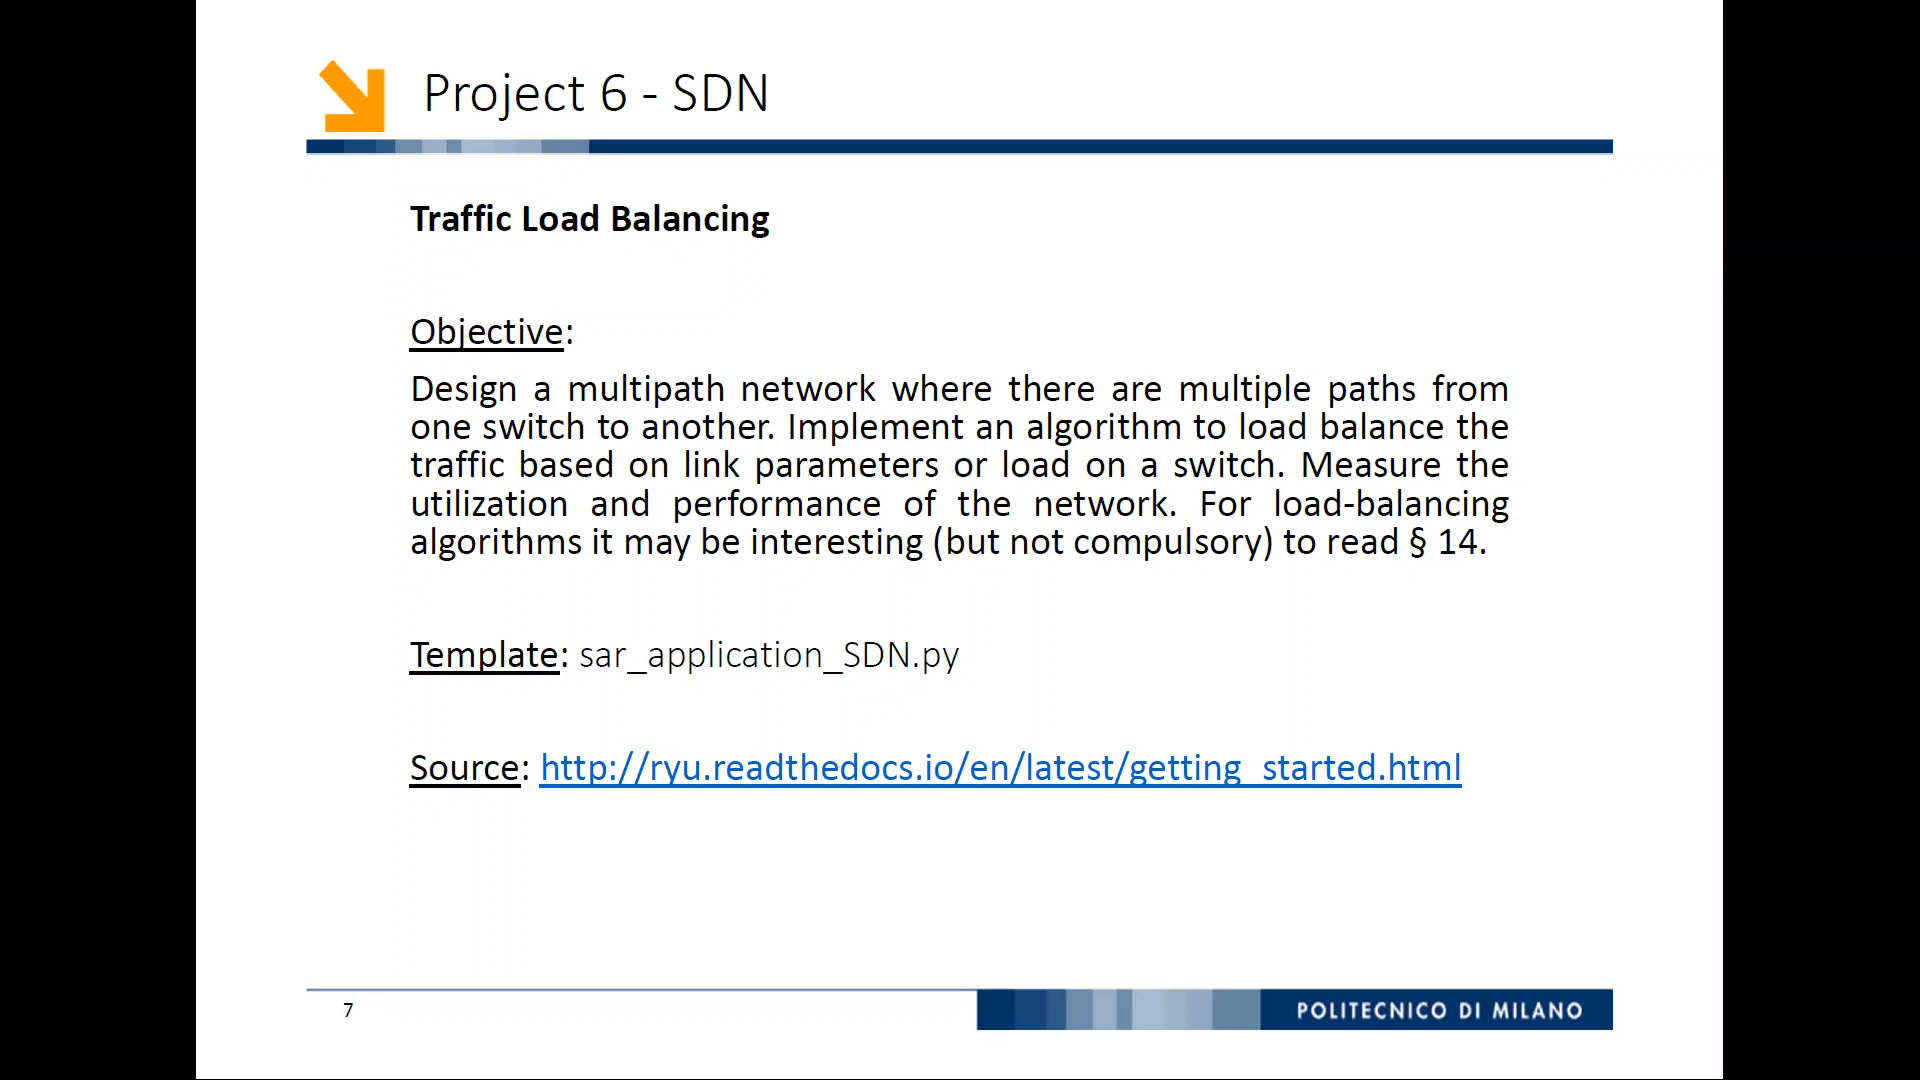 Project 6 - SDN
Traffic Load Balancing
Objective:
Design a multipath network where there are multiple paths from
one switch to another. Implement an algorithm to load balance the
traffic based on link parameters or load on a switch. Measure the
utilization and performance of the network. For load-balancing
algorithms it may be interesting (but not compulsory) to read § 14.
Template: sar_application_SDN.py
Source: http://ryu.readthedocs.io/en/latest/getting_started.html
7
POLITECNICO DI MILANO